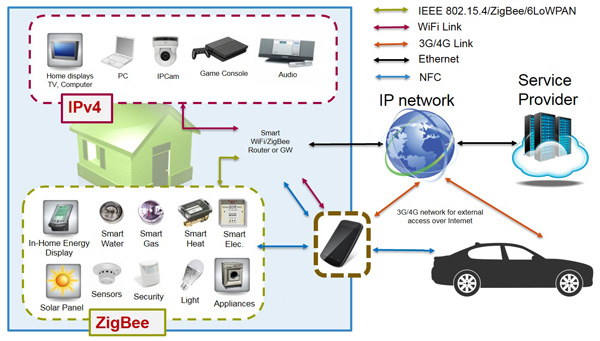 IEEE 802.15.4/ZigBee/6LoWPAN
WiFi Link
3G/4G Link
Ethernet
NFC
Home displays
TV, Computer
PC
IPCam
Game Console
Audio
IPv4
Smart
WiFi/ZigBee
Router or GW
IP network
Service
Provider
In-Home Energy
Display
Smart
Water
Smart
Gas
Smart
Heat
Smart
Elec.
3G/4G network for external
access over Internet
Solar Panel
Sensors
Security
Light
Appliances
ZigBee